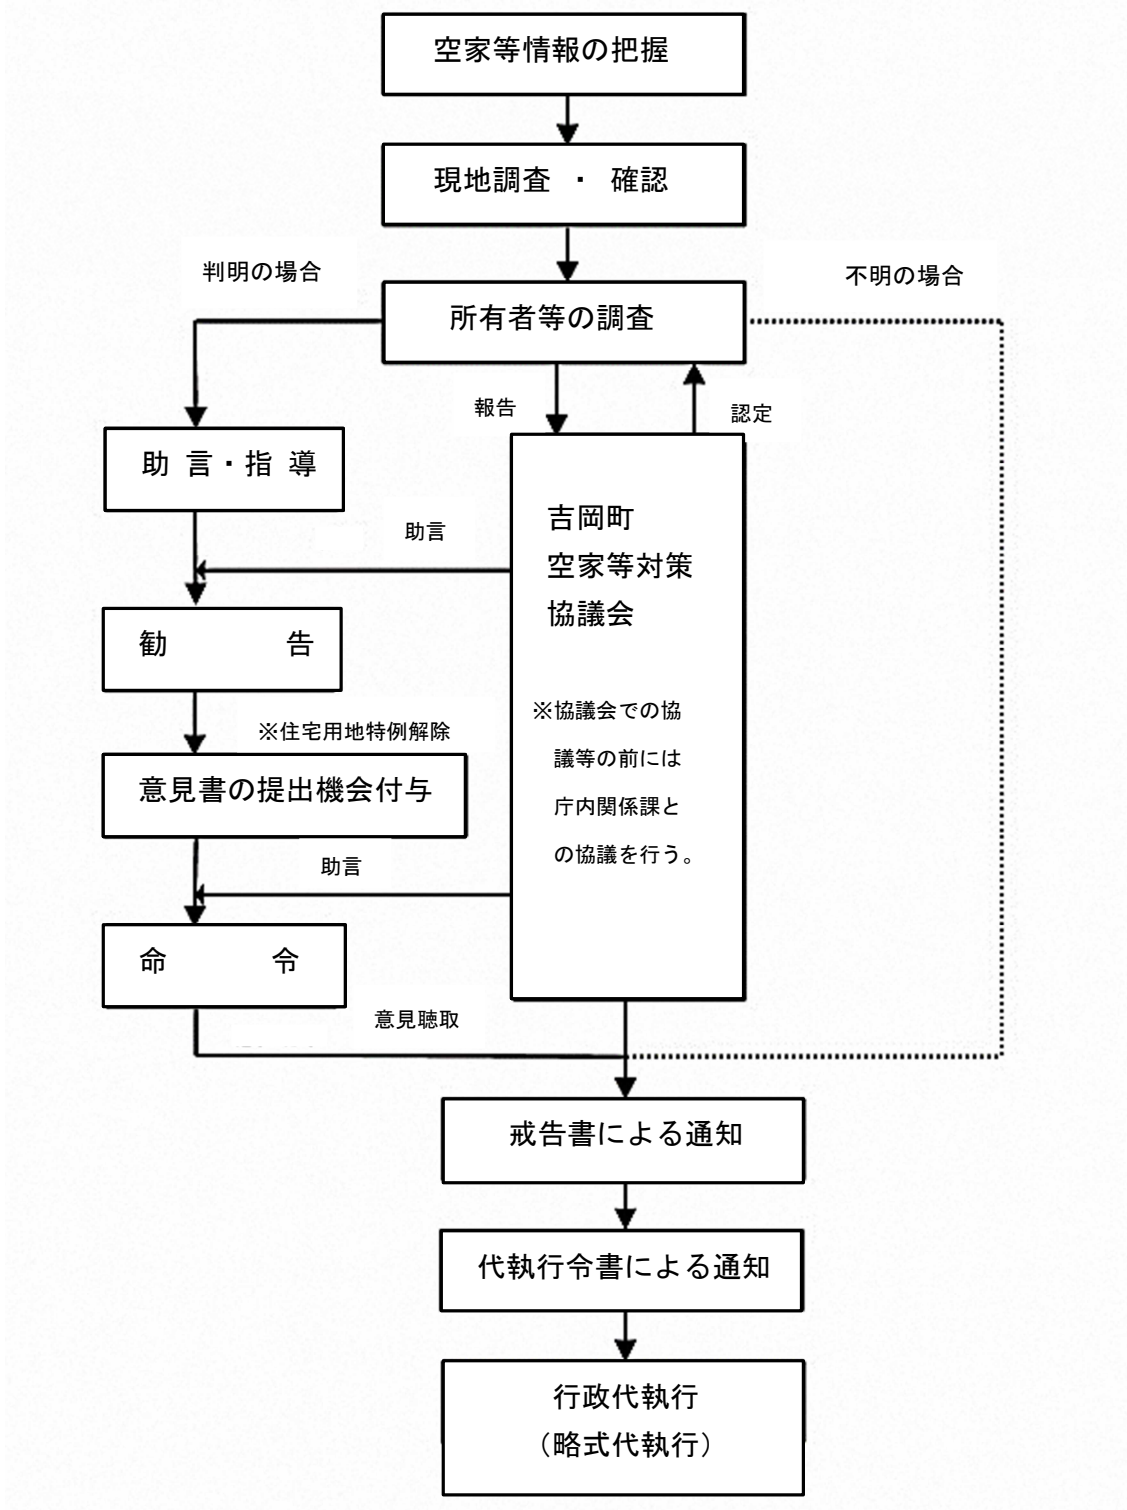 空家等情報の把握
現地調査 ・ 確認
判明の場合
不明の場合
所有者等の調査
報告
認定
助 言・指 導
吉岡町
空家等対策
協議会
助言
勧 告
※協議会での協
議等の前には
庁内関係課と
の協議を行う。
※住宅用地特例解除
意見書の提出機会付与
助言
命 令
意見聴取
戒告書による通知
代執行令書による通知
行政代執行
（略式代執行）